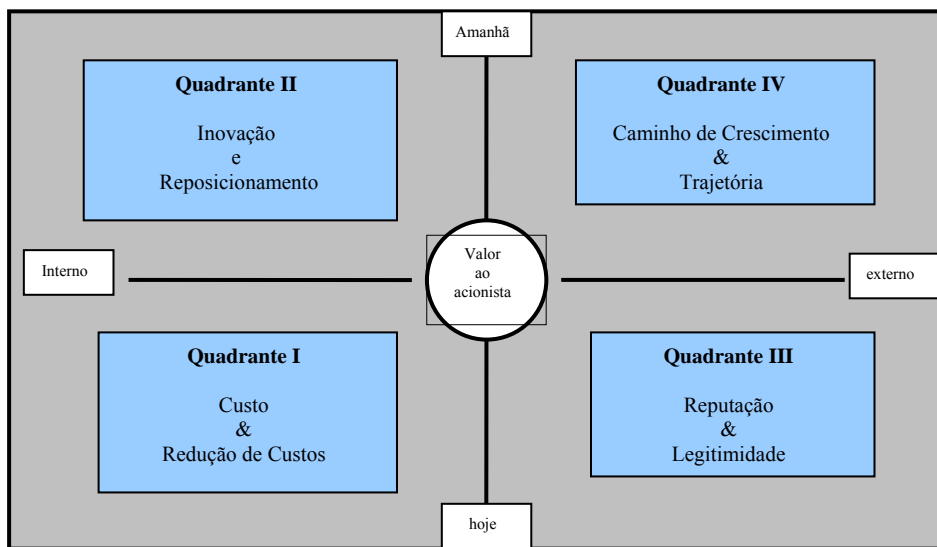 Amanhã
Quadrante II
Inovação
e
Reposicionamento
Quadrante IV
Caminho de Crescimento
&
Trajetória
Interno
Valor
ao
acionista
externo
Quadrante I
Custo
&
Redução de Custos
Quadrante III
Reputação
&
Legitimidade
hoje